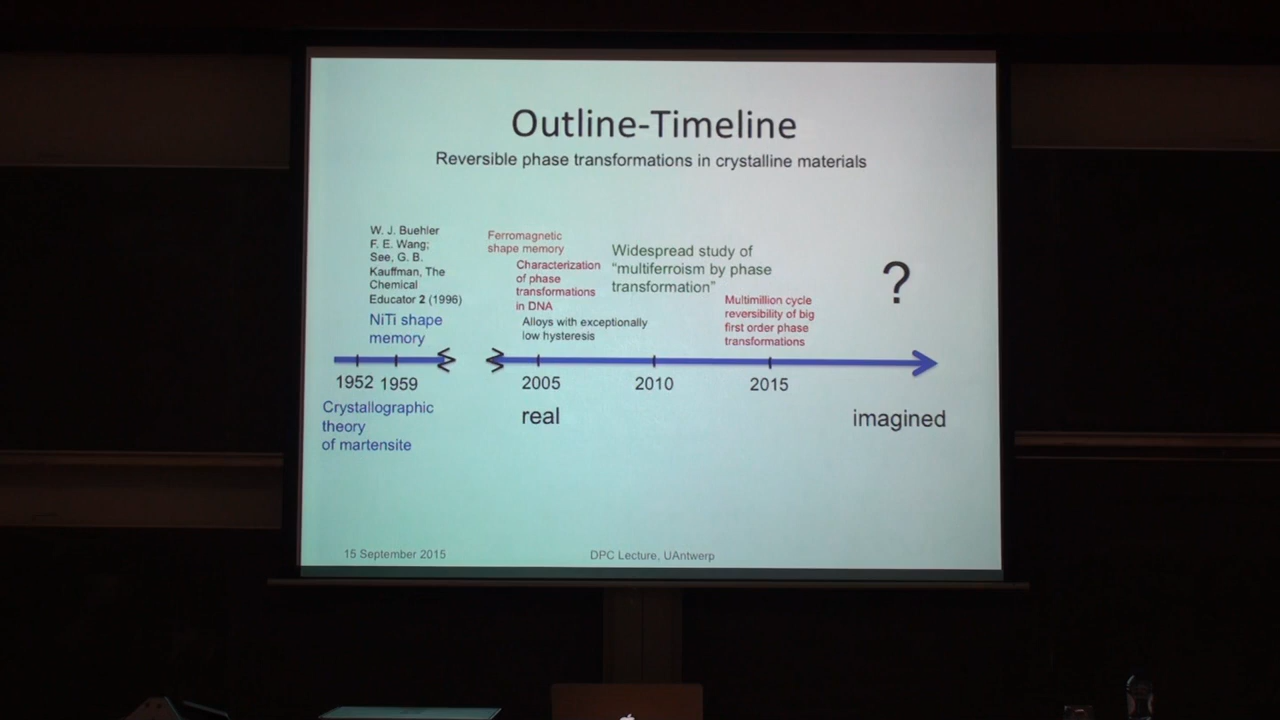 Outline-Timeline
Reversible phase transformations in crystalline materials
W. J. Buehler
F. E. Wang;
See, G. B.
Kauffman, The
Chemical
Educator 2 (1996)
NiTi shape
memory
Ferromagnetic
shape memory
Characterization
of phase
transformations
in DNA
Alloys with exceptionally
low hysteresis
Widespread study of
“multiferroism by phase
transformation”
Multimillion cycle
reversibility of big
first order phase
transformations
?
1952 1959
2005
2010
2015
Crystallographic
theory
of martensite
real
imagined
15 September 2015
DPC Lecture, UAntwerp